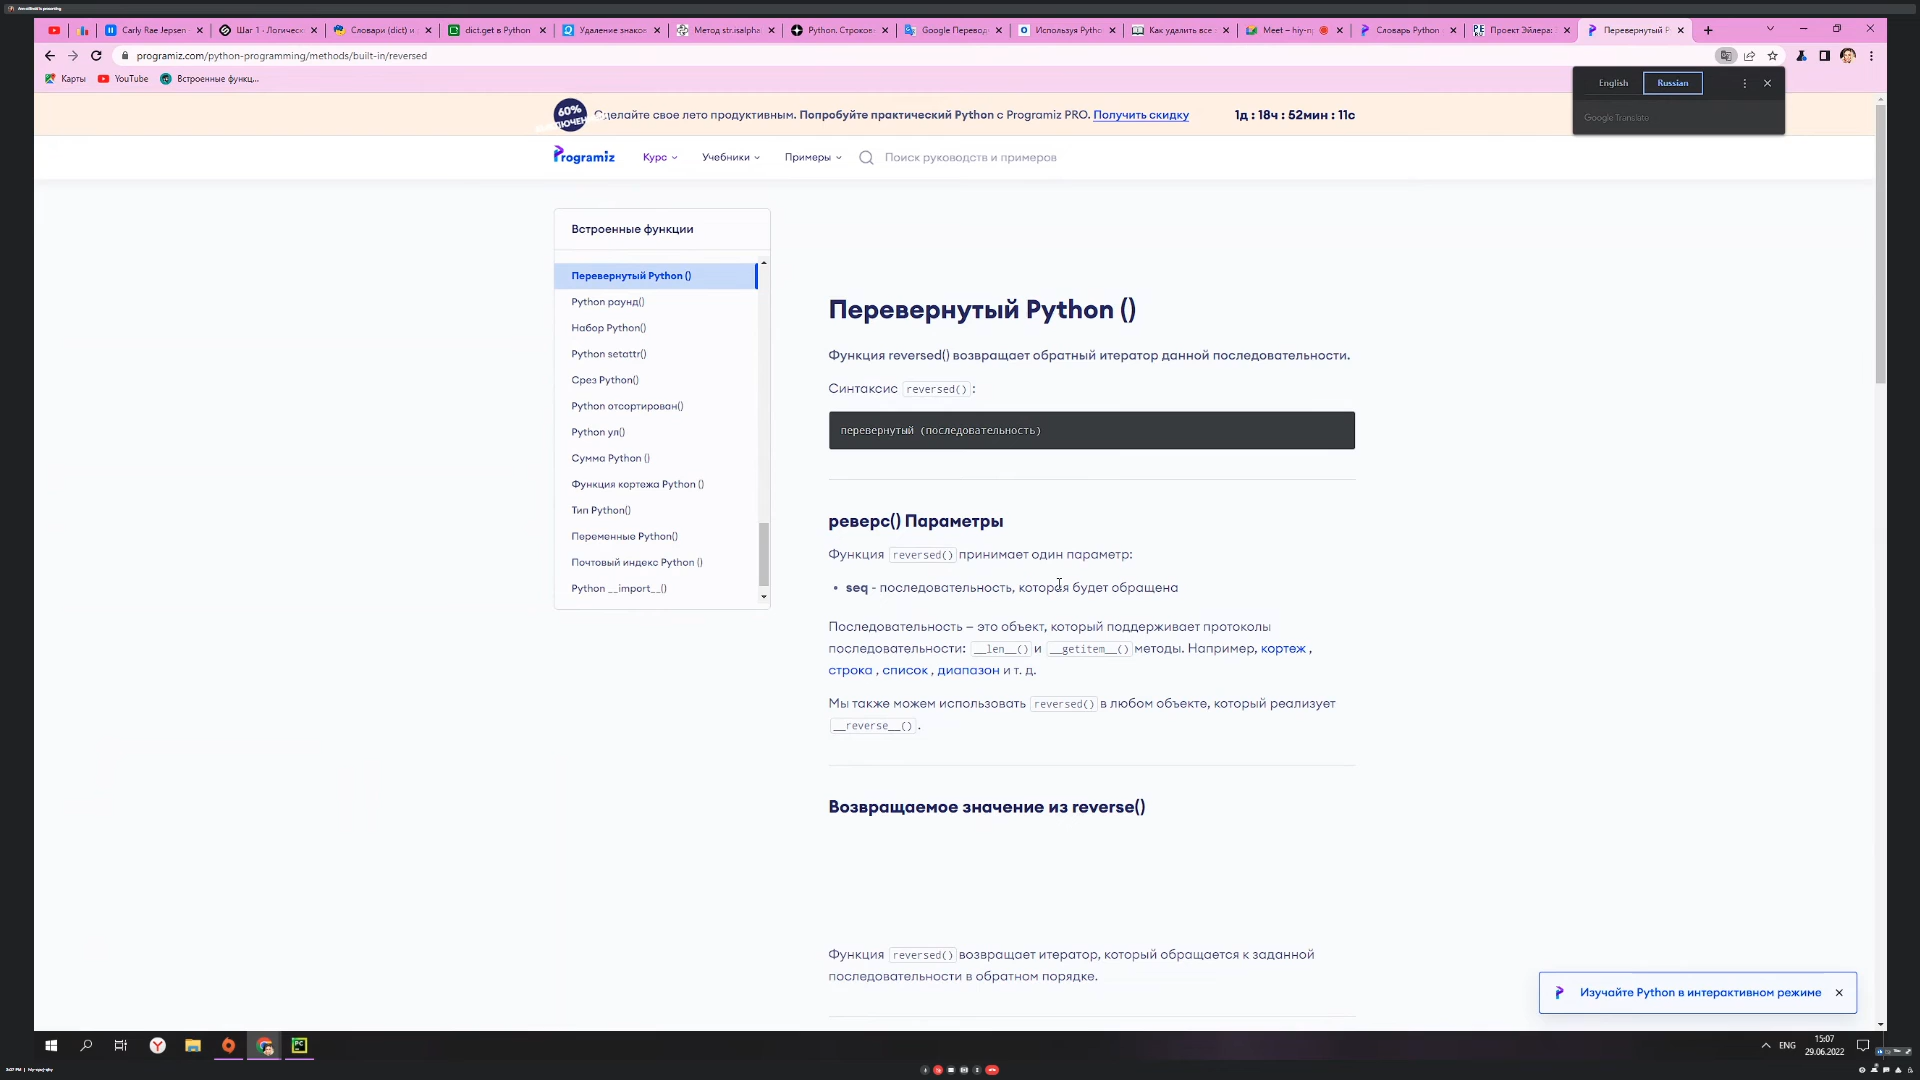 Carly Rae Jepsen
Шаг 1 - Логическ
Словари (dict) и
dict.get в Python
Удаление знаков
Метод str.isalpha
Python. Строков
Google Перевод
Используя Pytho
Как удалить все
Meet – hiy-n
Словарь Python
Проект Эйлера:
Перевернутый P
programiz.com/python-programming/methods/built-in/reversed
Карты
YouTube
Встроенные функц...
English
Russian
Google Translate
60%
Сделайте свое лето продуктивным. Попробуйте практический Python с Programiz PRO. Получить скидку
1д : 18ч : 52мин : 11с
Programiz
Курс
Учебники
Примеры
Поиск руководств и примеров
Встроенные функции
Перевернутый Python ()
Python раунд()
Набор Python()
Python setattr()
Срез Python()
Python отсортирован()
Python ул()
Сумма Python ()
Функция кортежа Python ()
Тип Python()
Переменные Python()
Почтовый индекс Python ()
Python __import__()
Перевернутый Python ()
Функция reversed() возвращает обратный итератор данной последовательности.
Синтаксис reversed() :
перевернутый (последовательность)
реверс() Параметры
Функция reversed() принимает один параметр:
• seq - последовательность, которая будет обращена
Последовательность — это объект, который поддерживает протоколы
последовательности: __len__() и __getitem__() методы. Например, кортеж ,
строка , список , диапазон и т. д.
Мы также можем использовать reversed() в любом объекте, который реализует
__reverse__() .
Возвращаемое значение из reverse()
Функция reversed() возвращает итератор, который обращается к заданной
последовательности в обратном порядке.
Изучайте Python в интерактивном режиме
ENG
15:07
29.06.2022